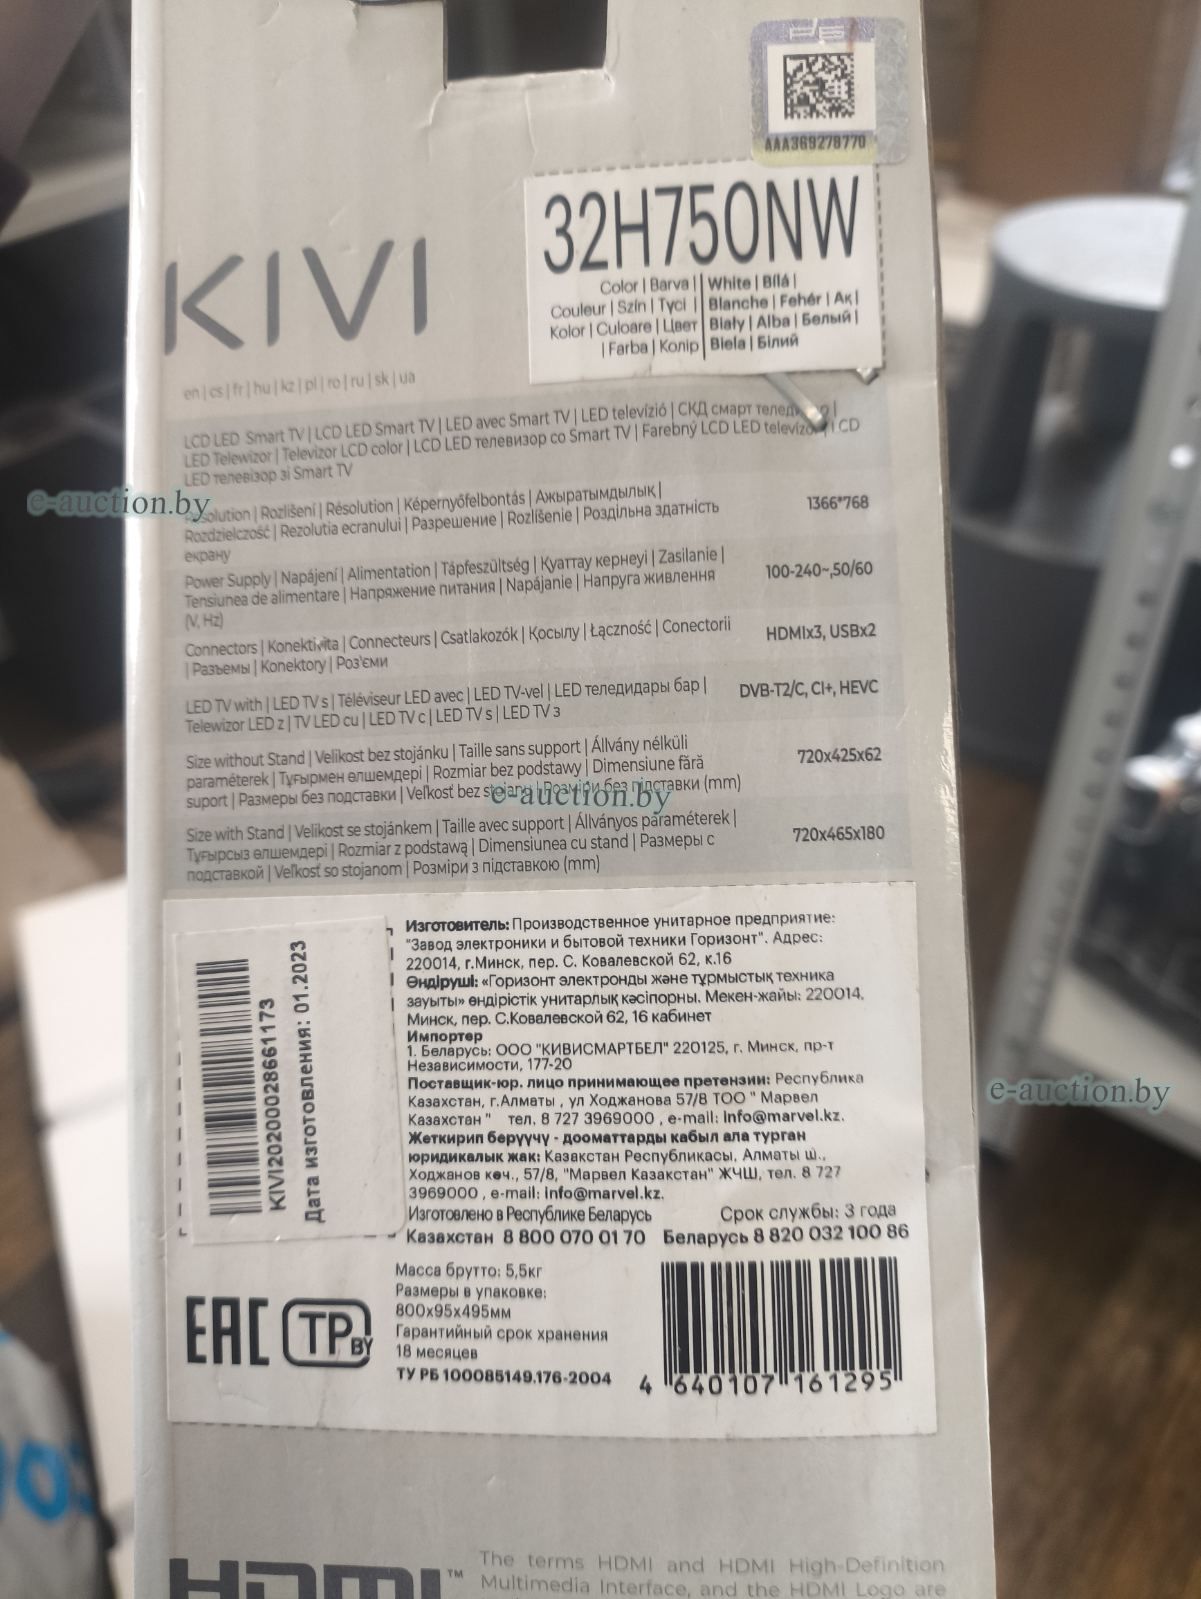 AAA369278770
KIVI
32H750NW
Color | Barva | White | Bílá |
Couleur | Szín | Түсі | Blanche | Fehér | Ақ |
Kolor | Culoare | Цвет Biały | Alba | Белый |
| Farba | Колір Biela | Білий
en | cs | fr | hu | kz | pl | ro | ru | sk | ua
LCD LED Smart TV | LCD LED Smart TV | LED avec Smart TV | LED televízió | СКД смарт |
LED Telewizor | Televizor LCD color | LCD LED телевизор со Smart TV | Farebný LCD LED | LCD
LED телевізор зі Smart TV
Resolution | Rozlišení | Résolution | Képernyőfelbontás | Ажыратымдылық |
Rozdzielczość | Rezolutia ecranului | Разрешение | Rozlíšenie | Роздільна здатність
екрану
1366*768
Power Supply | Napájení | Alimentation | Tápfeszültség | Қуаттау кернеуі | Zasilanie |
Tensiunea de alimentare | Напряжение питания | Napájanie | Напруга живлення
(V, Hz)
100-240~,50/60
Connectors | Konektivita | Connecteurs | Csatlakozók | Қосылу | Łączność | Conectorii
| Разъемы | Konektory | Роз'єми
HDMIx3, USBx2
LED TV with | LED TV s | Téléviseur LED avec | LED TV-vel | LED теледидары бар |
Telewizor LED z | TV LED cu | LED TV с | LED TV s | LED TV з
DVB-T2/C, CI+, HEVC
Size without Stand | Velikost bez stojánku | Taille sans support | Állvány nélküli
paraméterek | Тұғырмен өлшемдері | Rozmiar bez podstawy | Dimensiune fără
suport | Размеры без подставки | Veľkosť bez stojanu | Розміри без підставки (mm)
720x425x62
Size with Stand | Velikost se stojánkem | Taille avec support | Állványos paraméterek |
Тұғырсыз өлшемдері | Rozmiar z podstawą | Dimensiunea cu stand | Размеры с
подставкой | Veľkosť so stojanom | Розміри з підставкою (mm)
720x465x180
e-auction.by
e-auction.by
e-auction.by
KIVI20200028661173
Дата изготовления: 01.2023
Изготовитель: Производственное унитарное предприятие:
"Завод электроники и бытовой техники Горизонт". Адрес:
220014, г.Минск, пер. С. Ковалевской 62, к.16
Өндіруші: «Горизонт электронды және тұрмыстық техника
зауыты» өндірістік унитарлық кәсіпорны. Мекен-жайы: 220014,
Минск, пер. С.Ковалевской 62, 16 кабинет
Импортер
1. Беларусь: ООО "КИВИСМАРТБЕЛ" 220125, г. Минск, пр-т
Независимости, 177-20
Поставщик-юр. лицо принимающее претензии: Республика
Казахстан, г.Алматы , ул Ходжанова 57/8 ТОО " Марвел
Казахстан " тел. 8 727 3969000 , e-mail: info@marvel.kz.
Жеткирип берүүчү - дооматтарды кабыл ала турган
юридикалык жак: Казакстан Республикасы, Алматы ш.,
Ходжанов көч., 57/8, "Марвел Казакстан" ЖЧШ, тел. 8 727
3969000 , e-mail: info@marvel.kz.
Изготовлено в Республике Беларусь Срок службы: 3 года
Казахстан 8 800 070 01 70 Беларусь 8 820 032 100 86
EAC
ТР BY
Масса брутто: 5,5кг
Размеры в упаковке:
800x95x495мм
Гарантийный срок хранения
18 месяцев
ТУ РБ 100085149.176-2004
4 640107 161295
HDMI™
The terms HDMI and HDMI High-Definition
Multimedia Interface, and the HDMI Logo are